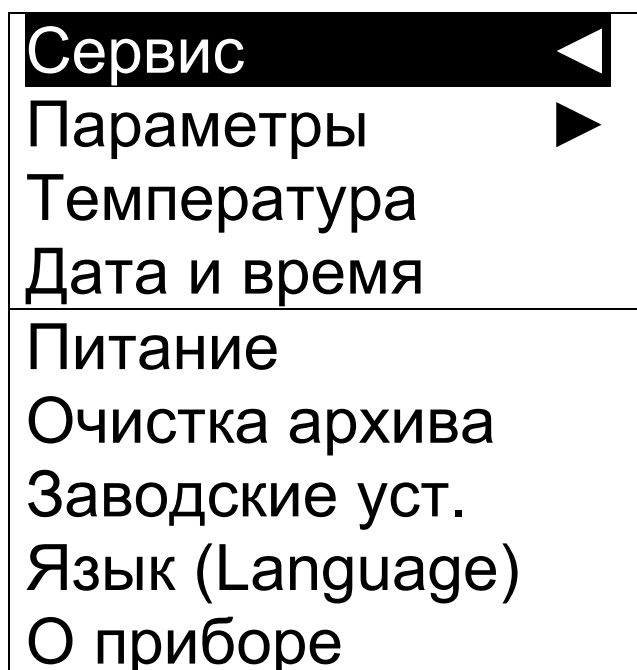 Сервис
Параметры
Температура
Дата и время
Питание
Очистка архива
Заводские уст.
Язык (Language)
О приборе